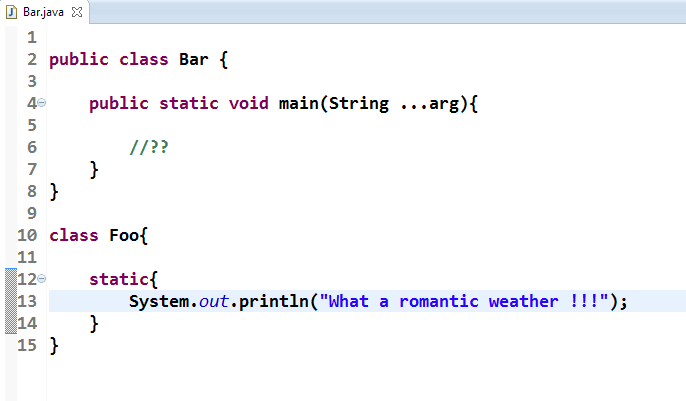 Bar.java
1
2 public class Bar {
3
4 public static void main(String ...arg){
5
6 //??
7 }
8 }
9
10 class Foo{
11
12 static{
13 System.out.println("What a romantic weather !!!");
14 }
15 }